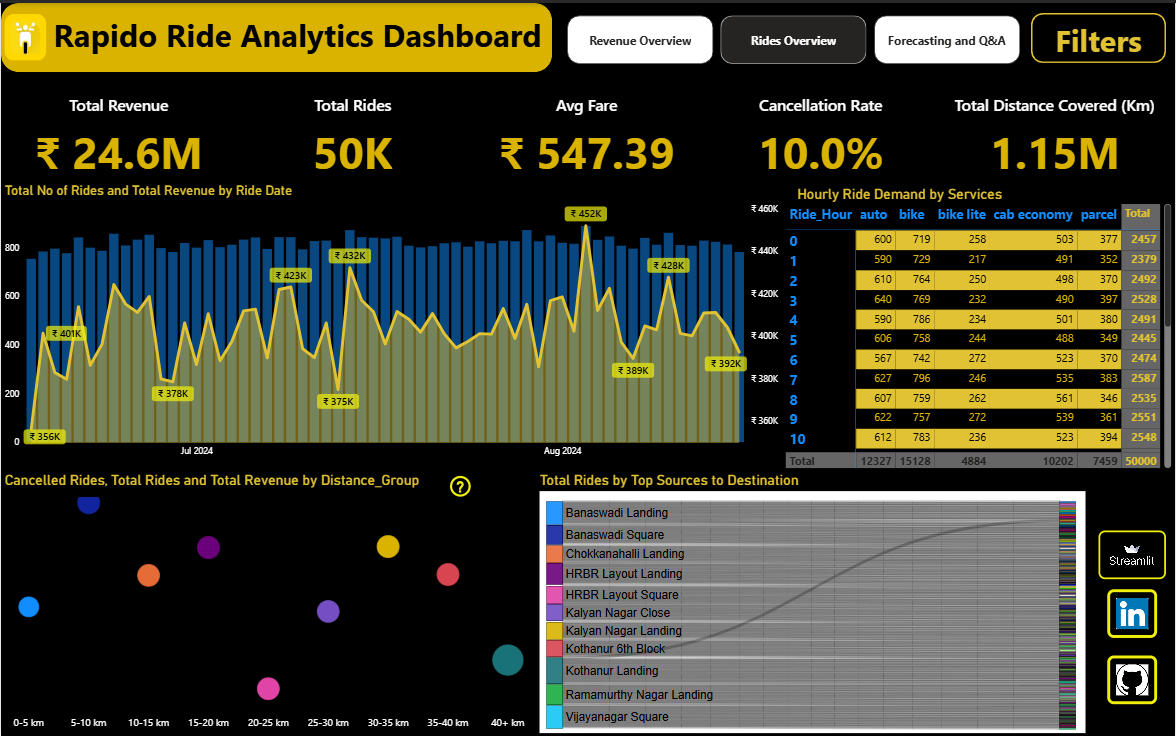 Rapido Ride Analytics Dashboard
Revenue Overview
Rides Overview
Forecasting and Q&A
Filters
Total Revenue
₹ 24.6M
Total Rides
50K
Avg Fare
₹ 547.39
Cancellation Rate
10.0%
Total Distance Covered (Km)
1.15M
Total No of Rides and Total Revenue by Ride Date
800
600
400
200
0
₹ 356K
₹ 401K
₹ 378K
₹ 423K
₹ 375K
₹ 432K
₹ 452K
₹ 389K
₹ 428K
₹ 392K
₹ 460K
₹ 440K
₹ 420K
₹ 400K
₹ 380K
₹ 360K
Jul 2024
Aug 2024
Hourly Ride Demand by Services
Ride_Hour auto bike bike lite cab economy parcel Total
0 600 719 258 503 377 2457
1 590 729 217 491 352 2379
2 610 764 250 498 370 2492
3 640 769 232 490 397 2528
4 590 786 234 501 380 2491
5 606 758 244 488 349 2445
6 567 742 272 523 370 2474
7 627 796 246 535 383 2587
8 607 759 262 561 346 2535
9 622 757 272 539 361 2551
10 612 783 236 523 394 2548
Total 12327 15128 4884 10202 7459 50000
Cancelled Rides, Total Rides and Total Revenue by Distance_Group
?
0-5 km
5-10 km
10-15 km
15-20 km
20-25 km
25-30 km
30-35 km
35-40 km
40+ km
Total Rides by Top Sources to Destination
Banaswadi Landing
Banaswadi Square
Chokkanahalli Landing
HRBR Layout Landing
HRBR Layout Square
Kalyan Nagar Close
Kalyan Nagar Landing
Kothanur 6th Block
Kothanur Landing
Ramamurthy Nagar Landing
Vijayanagar Square
Streamlit
in